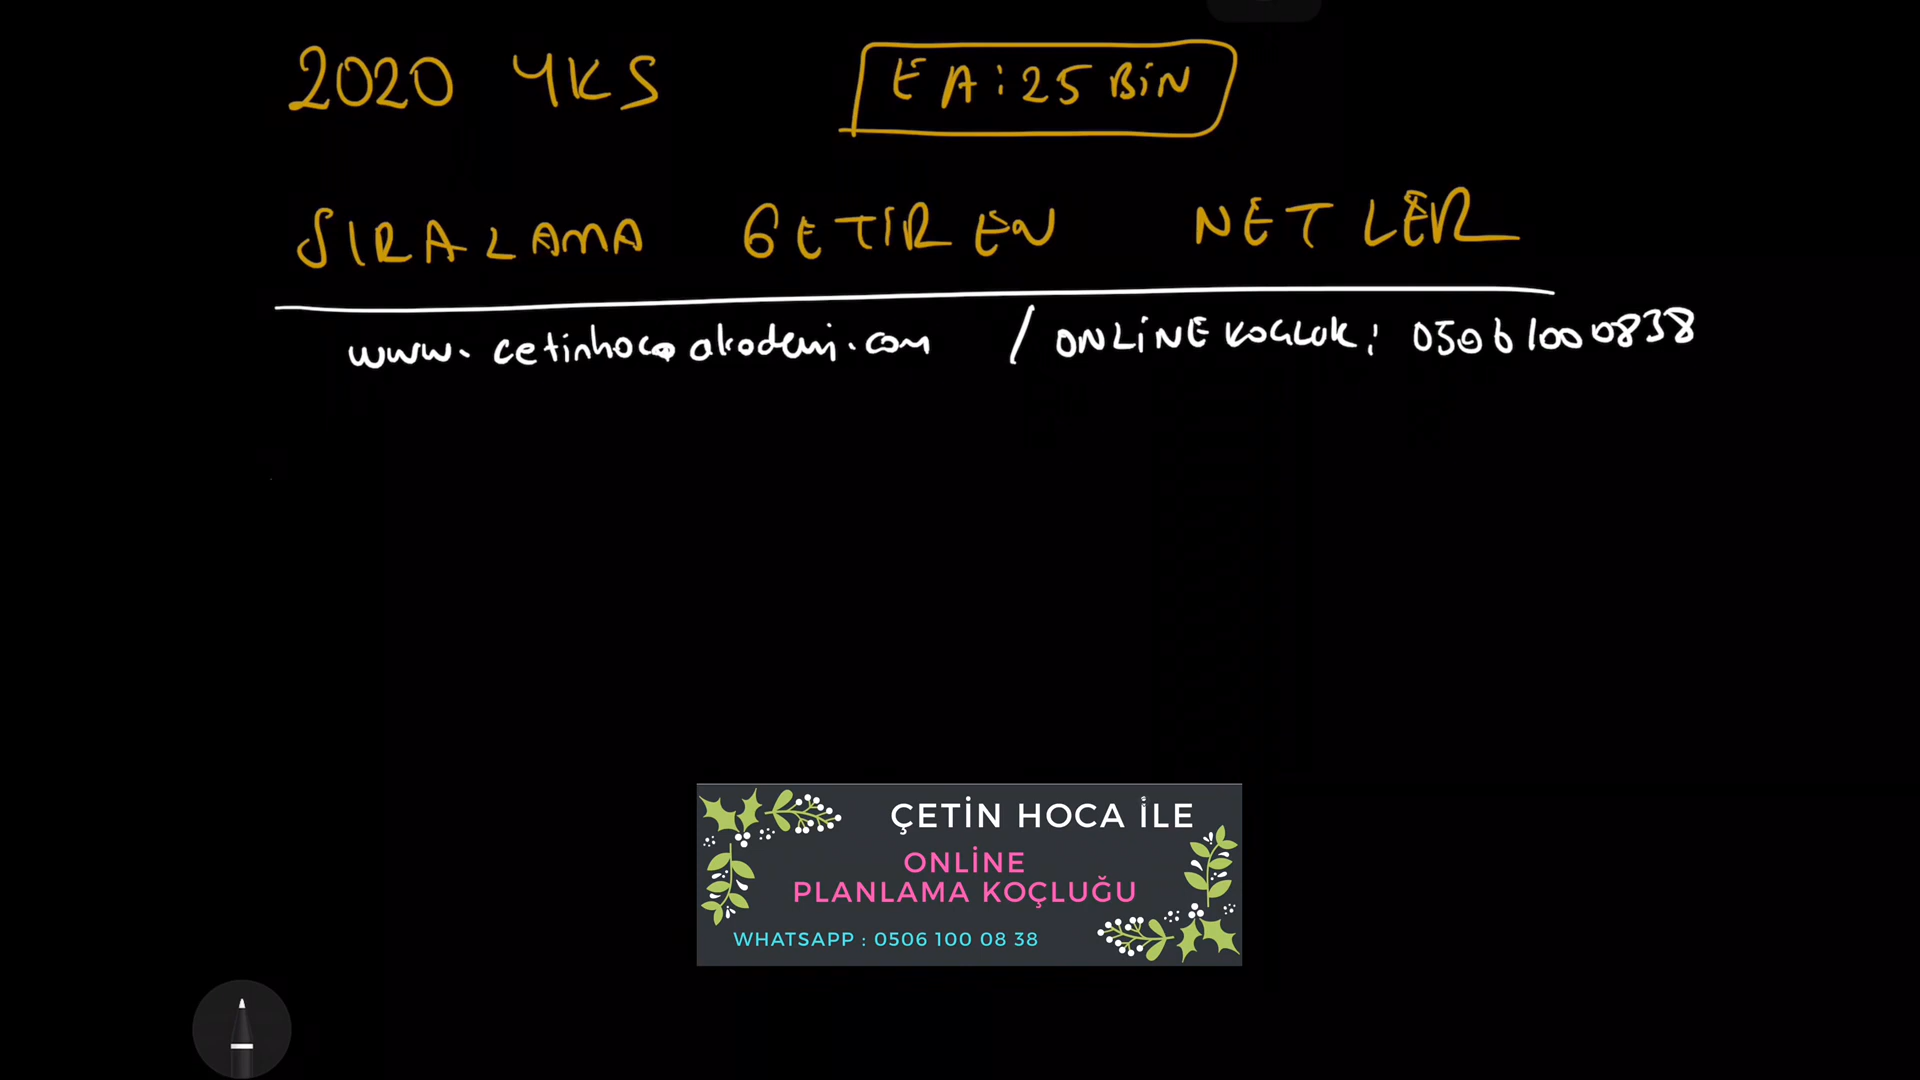 2020 YKS EA: 25 BİN
SIRALAMA GETİREN NETLER
www.cetinhocaakademi.com / ONLİNE KOCLUK: 0506 100 0838
ÇETİN HOCA İLE
ONLİNE
PLANLAMA KOÇLUĞU
WHATSAPP : 0506 100 08 38